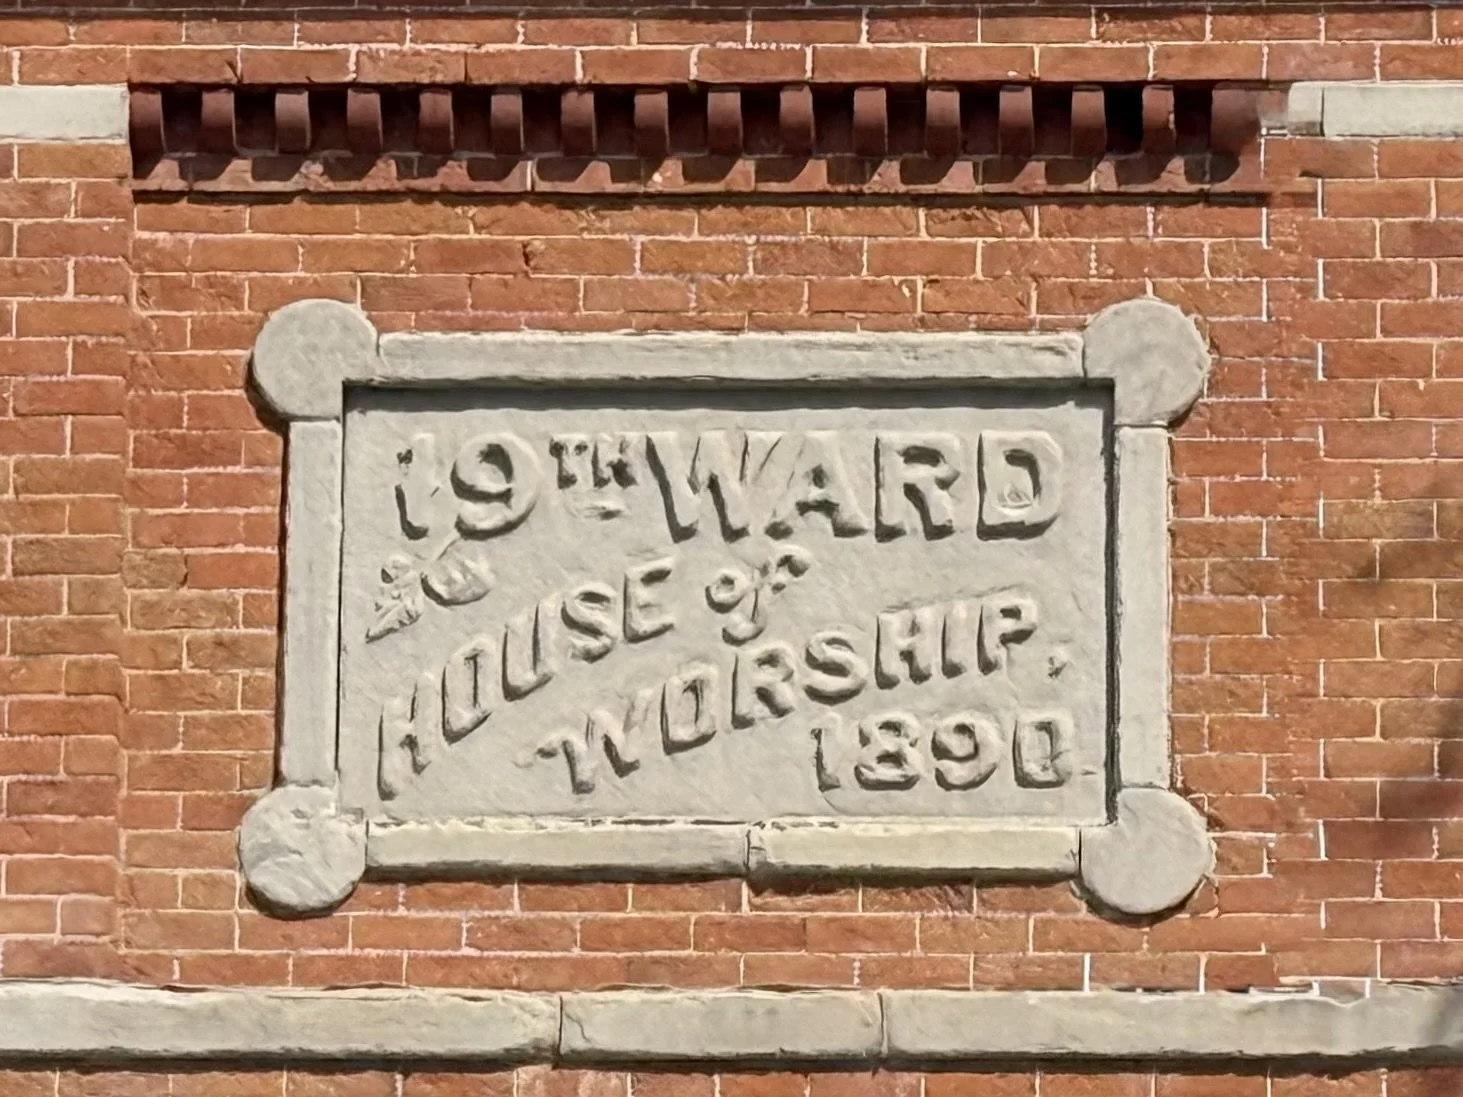 19TH WARD
HOUSE OF
WORSHIP.
1890